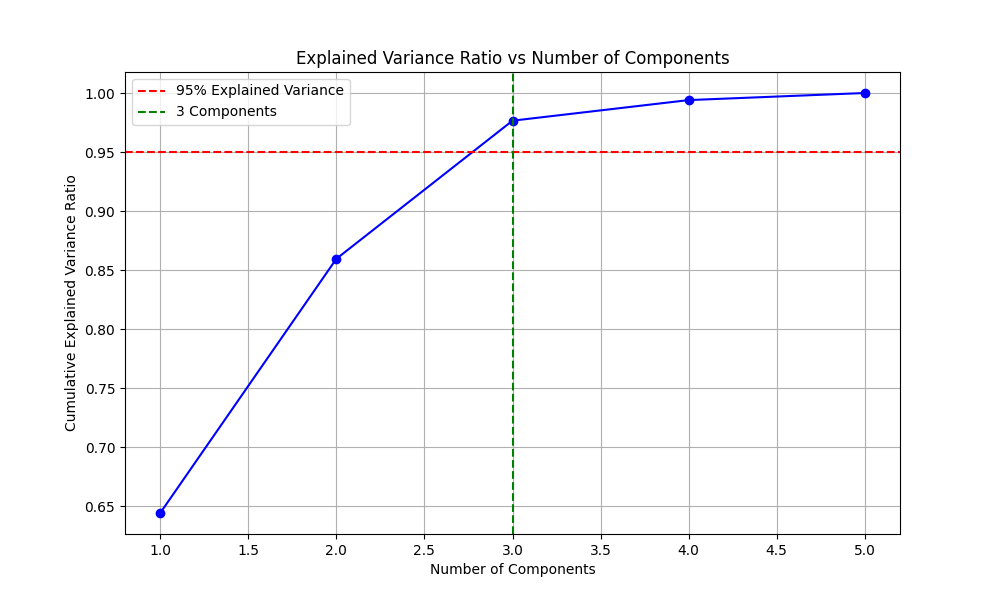 Explained Variance Ratio vs Number of Components
95% Explained Variance
3 Components
Cumulative Explained Variance Ratio
1.00
0.95
0.90
0.85
0.80
0.75
0.70
0.65
1.0 1.5 2.0 2.5 3.0 3.5 4.0 4.5 5.0
Number of Components